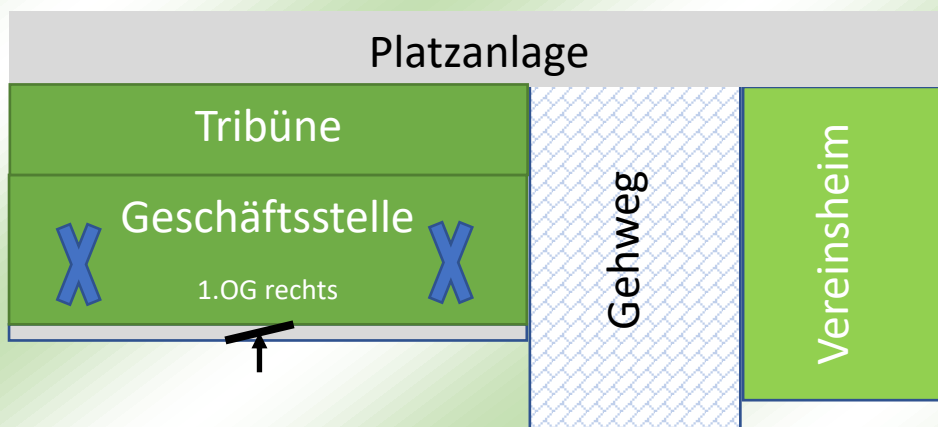 Platzanlage
Tribüne
Geschäftsstelle
1.OG rechts
Gehweg
Vereinsheim